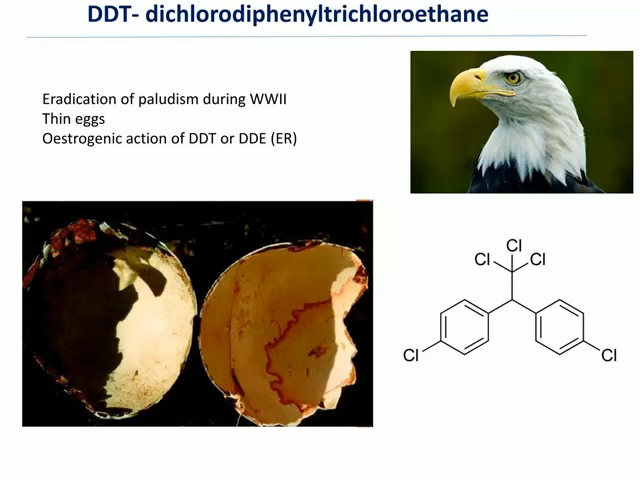 DDT- dichlorodiphenyltrichloroethane
Eradication of paludism during WWII
Thin eggs
Oestrogenic action of DDT or DDE (ER)
Cl
Cl Cl
Cl Cl